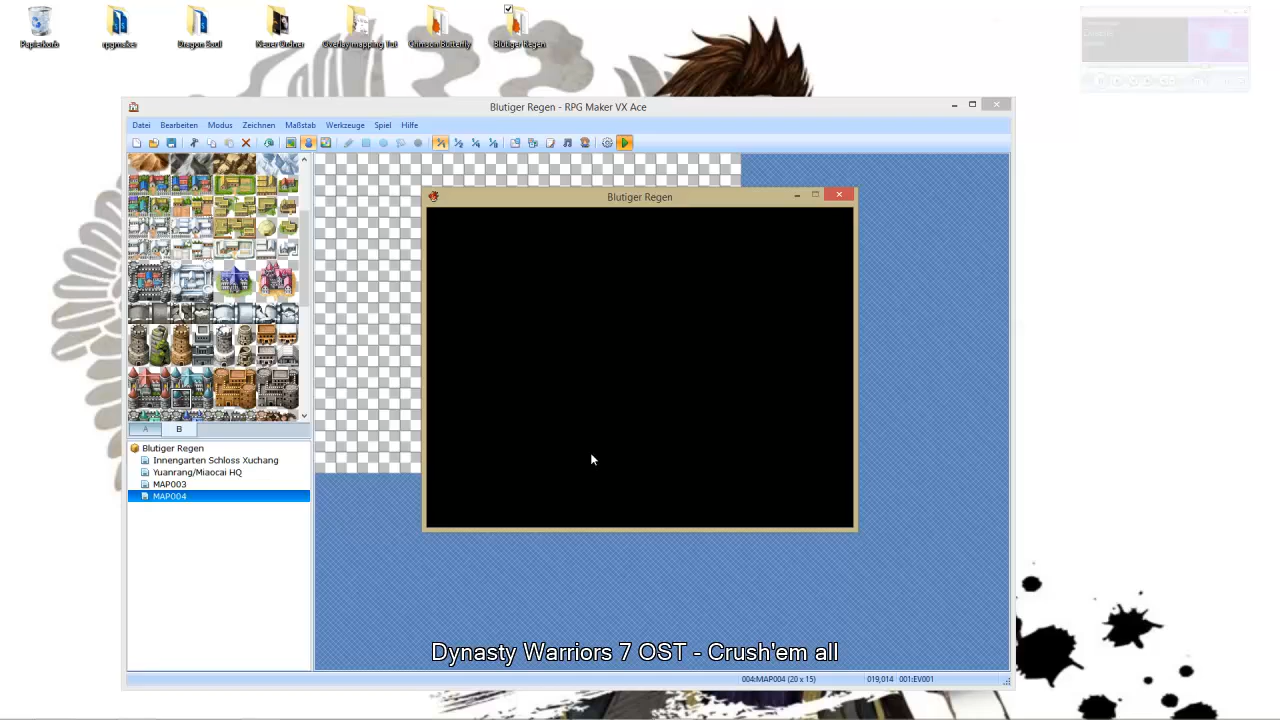 Papierkorb
rpgmaker
Dragon Soul
Neuer Ordner
Overlay mapping Tut
Crimson Butterfly
Blutiger Regen
Blutiger Regen - RPG Maker VX Ace
Datei Bearbeiten Modus Zeichnen Maßstab Werkzeuge Spiel Hilfe
Blutiger Regen
A B
Blutiger Regen
Innengarten Schloss Xuchang
Yuanrang/Miaocai HQ
MAP003
MAP004
Dynasty Warriors 7 OST - Crush'em all
004:MAP004 (20 x 15) 019,014 001:EV001